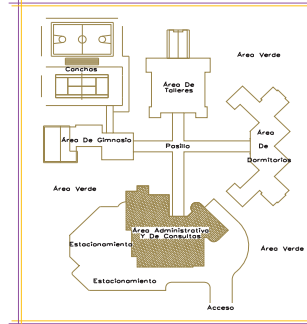 Área Verde
Canchas
Área De
Talleres
Área De Gimnasio
Pasillo
Área
De
Dormitorios
Área Verde
Área Administrativa
Y De Consultas
Estacionamiento
Área Verde
Estacionamiento
Acceso